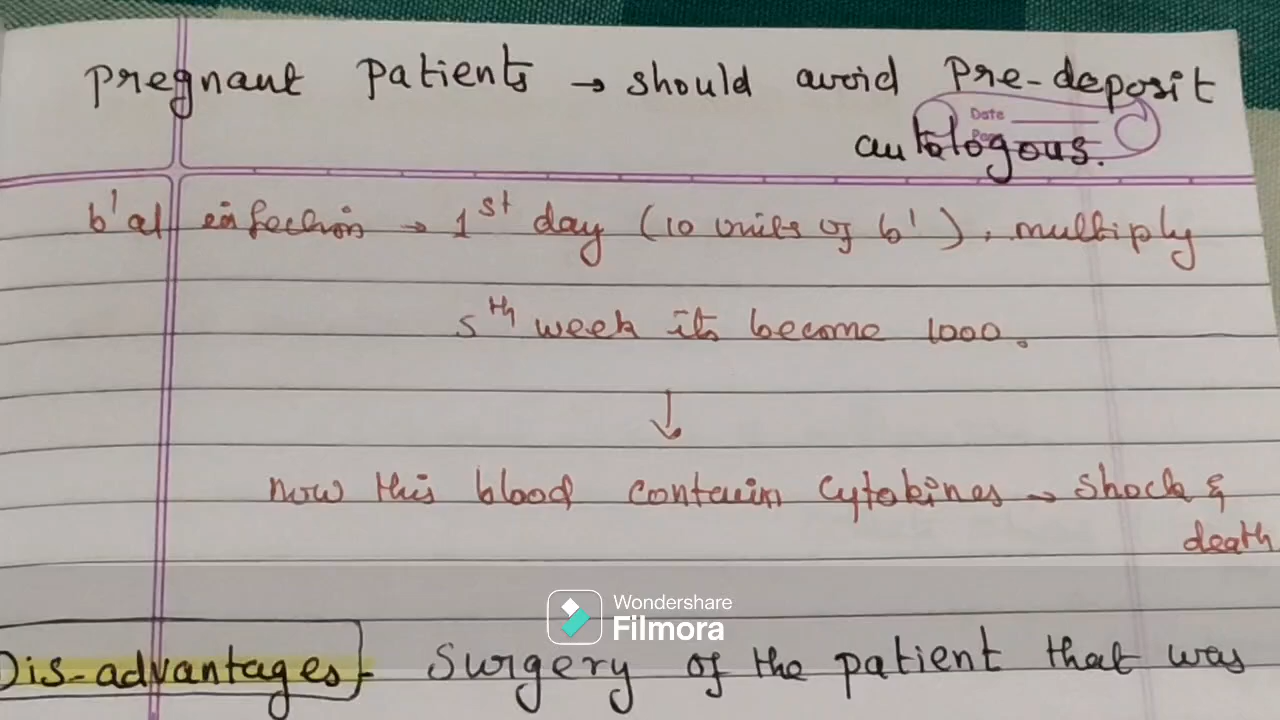 pregnant patients → should avoid Pre-deposit
Date
autologous.
b'al infection → 1st day (10 units of b'), multiply
5th week its become 1000.
↓
now this blood contain cytokines → shock &
death
Wondershare
Filmora
Dis-advantages - Surgery of the patient that was